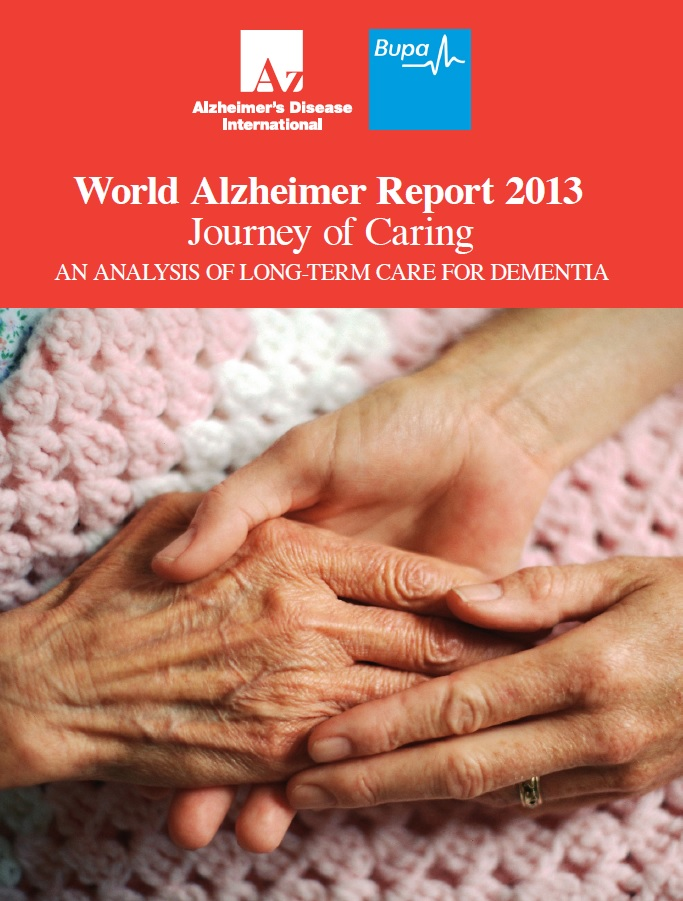 Az
Alzheimer's Disease
International
Bupa
World Alzheimer Report 2013
Journey of Caring
AN ANALYSIS OF LONG-TERM CARE FOR DEMENTIA